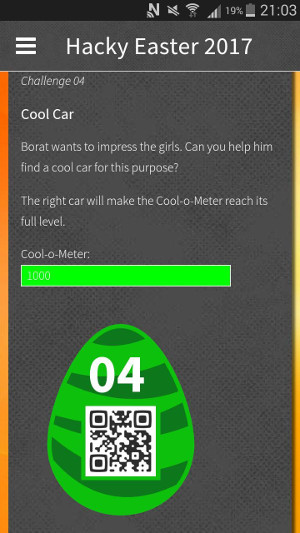 19% 21:03
Hacky Easter 2017
Challenge 04
Cool Car
Borat wants to impress the girls. Can you help him
find a cool car for this purpose?
The right car will make the Cool-o-Meter reach its
full level.
Cool-o-Meter:
1000
04